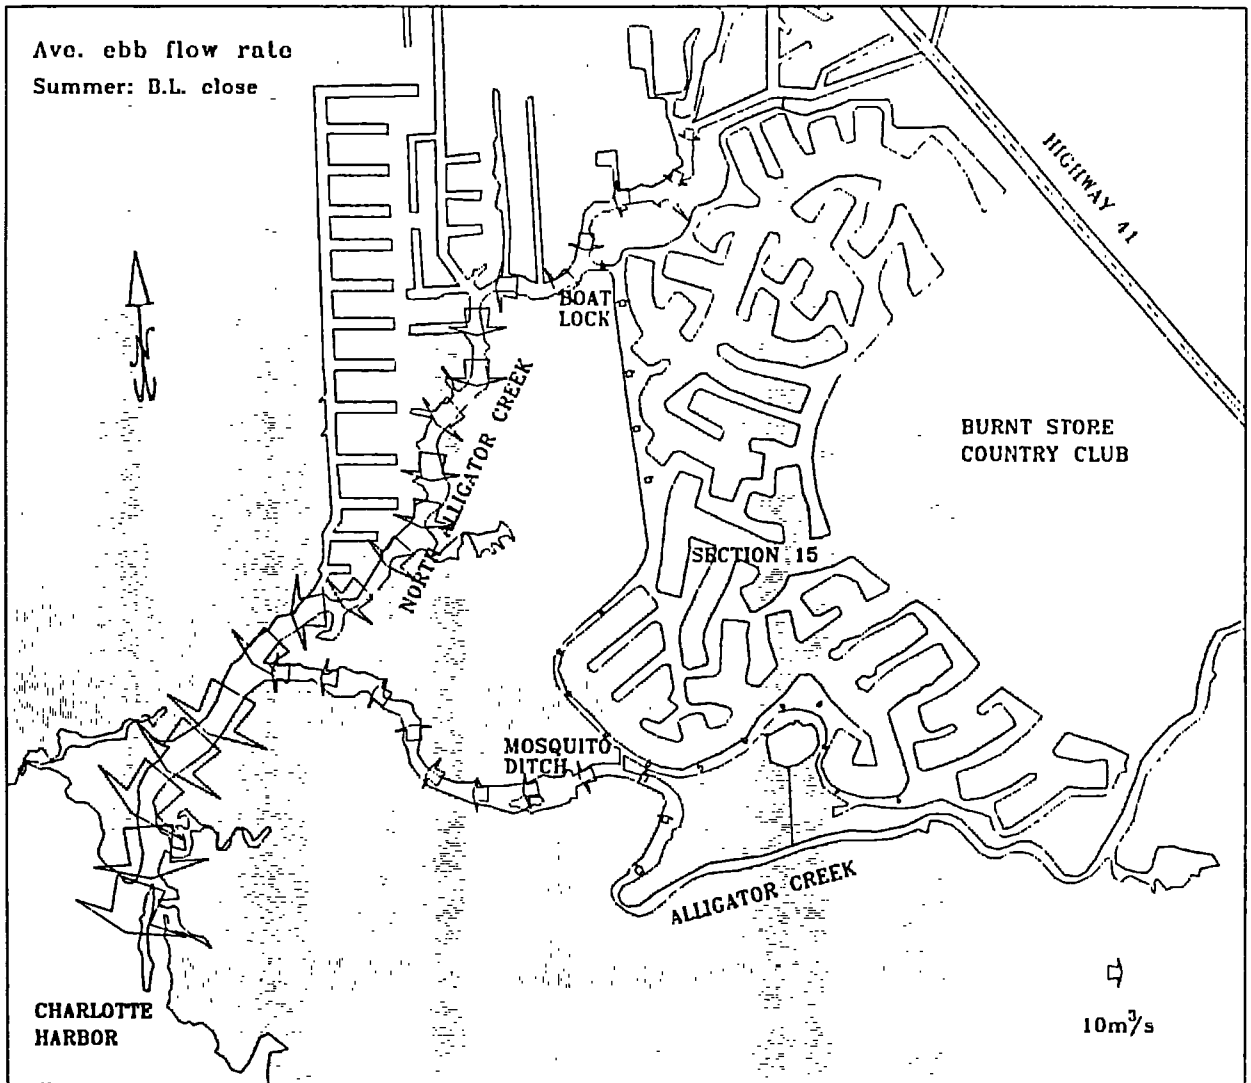 Ave. ebb flow rate
Summer: B.L. close
HIGHWAY 41
BOAT
LOCK
NORTH ALLIGATOR CREEK
BURNT STORE
COUNTRY CLUB
SECTION 15
MOSQUITO
DITCH
ALLIGATOR CREEK
CHARLOTTE
HARBOR
10m³/s
N